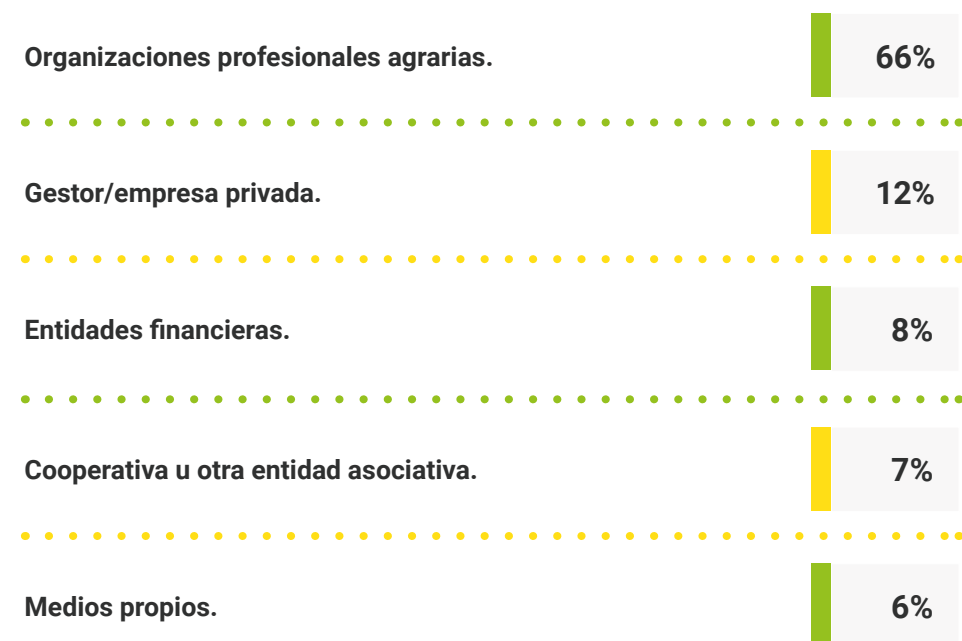 Organizaciones profesionales agrarias. 66%
Gestor/empresa privada. 12%
Entidades financieras. 8%
Cooperativa u otra entidad asociativa. 7%
Medios propios. 6%